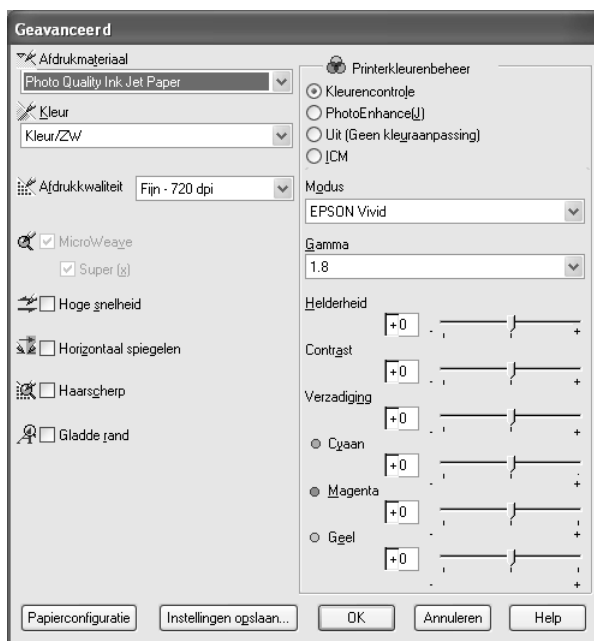 Geavanceerd
Afdrukmateriaal
Photo Quality Ink Jet Paper
Kleur
Kleur/ZW
Afdrukkwaliteit Fijn - 720 dpi
MicroWeave
Super (x)
Hoge snelheid
Horizontaal spiegelen
Haarscherp
Gladde rand
Printerkleurenbeheer
Kleurencontrole
PhotoEnhance(J)
Uit (Geen kleuraanpassing)
ICM
Modus
EPSON Vivid
Gamma
1.8
Helderheid
+0 - +
Contrast
+0 - +
Verzadiging
+0 - +
Cyaan
+0 - +
Magenta
+0 - +
Geel
+0 - +
Papierconfiguratie Instellingen opslaan... OK Annuleren Help